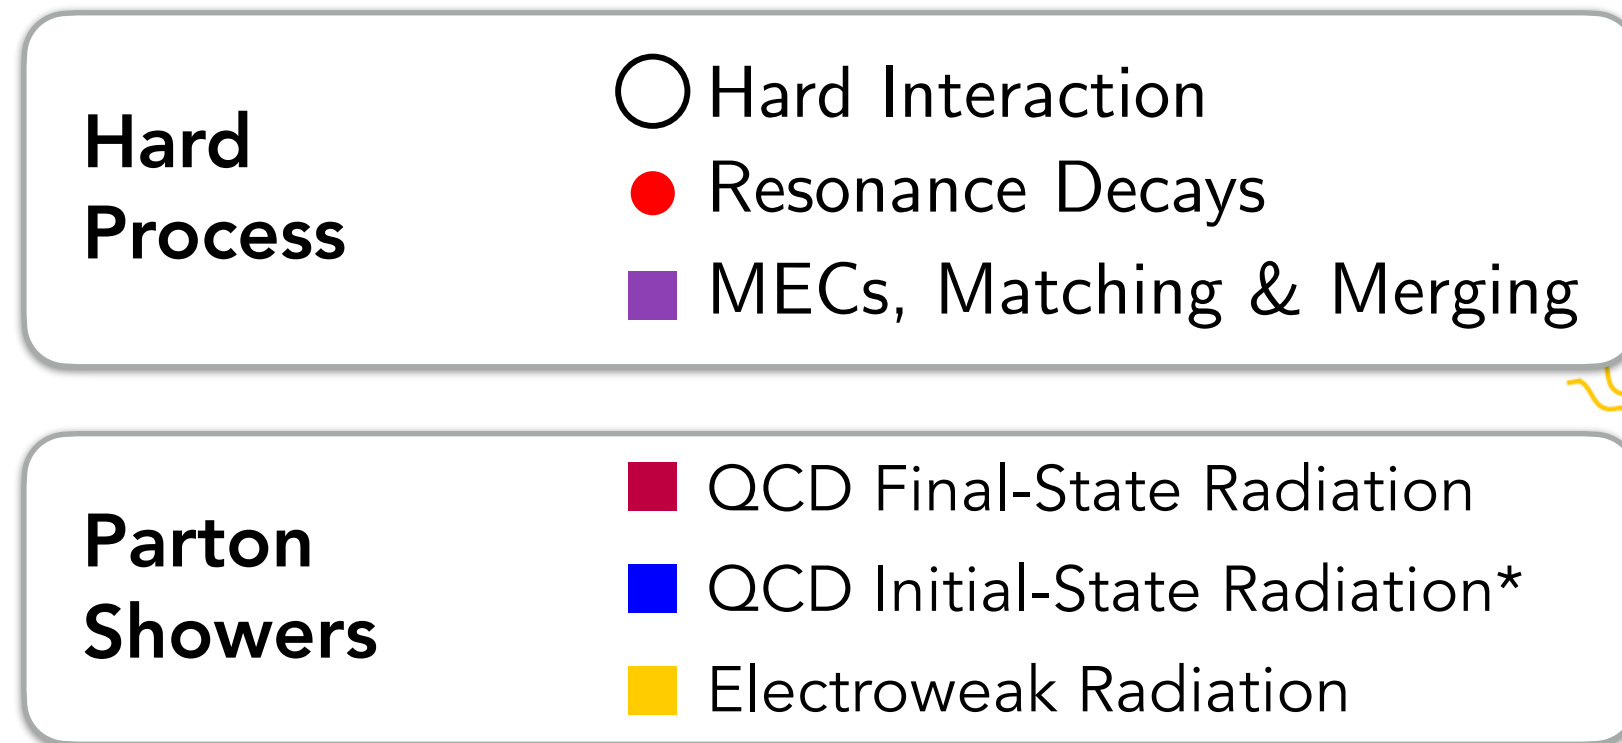 Hard
Process
Hard Interaction
Resonance Decays
MECs, Matching & Merging
Parton
Showers
QCD Final-State Radiation
QCD Initial-State Radiation*
Electroweak Radiation